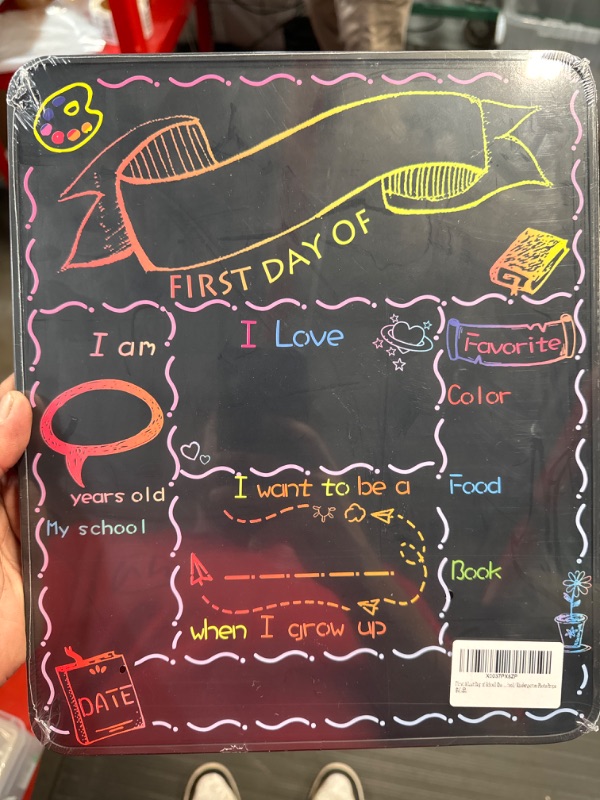 FIRST DAY OF
I am
I Love
Favorite
Color
years old
I want to be a
Food
My school
Book
when I grow up
DATE